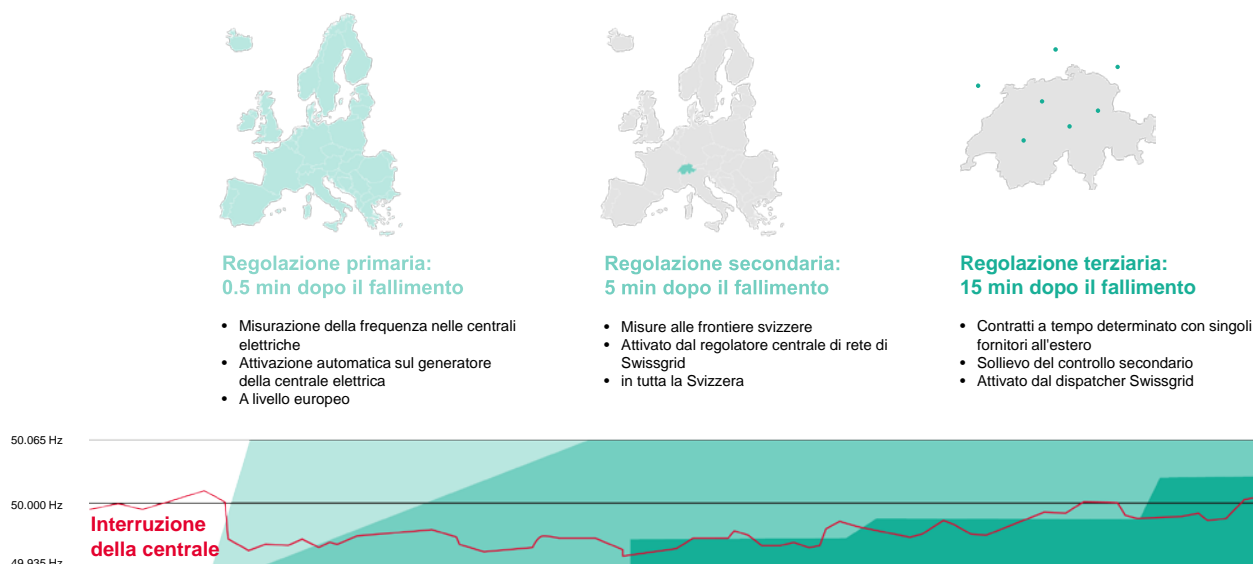 Regolazione primaria:
0.5 min dopo il fallimento
• Misurazione della frequenza nelle centrali
elettriche
• Attivazione automatica sul generatore
della centrale elettrica
• A livello europeo
Regolazione secondaria:
5 min dopo il fallimento
• Misure alle frontiere svizzere
• Attivato dal regolatore centrale di rete di
Swissgrid
• in tutta la Svizzera
Regolazione terziaria:
15 min dopo il fallimento
• Contratti a tempo determinato con singoli
fornitori all'estero
• Sollievo del controllo secondario
• Attivato dal dispatcher Swissgrid
50.065 Hz
50.000 Hz
Interruzione
della centrale
49.935 Hz